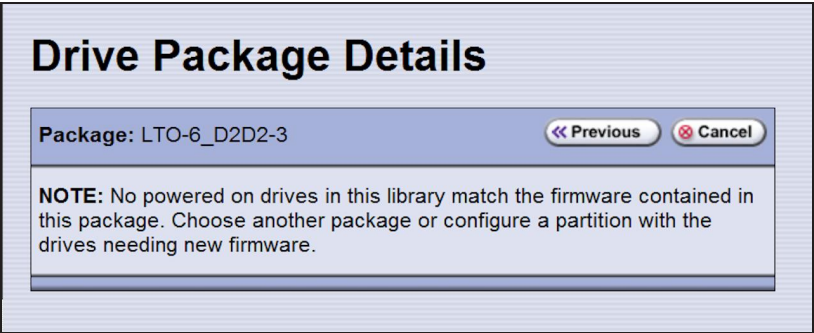 Drive Package Details
Package: LTO-6_D2D2-3
Previous
Cancel
NOTE: No powered on drives in this library match the firmware contained in
this package. Choose another package or configure a partition with the
drives needing new firmware.